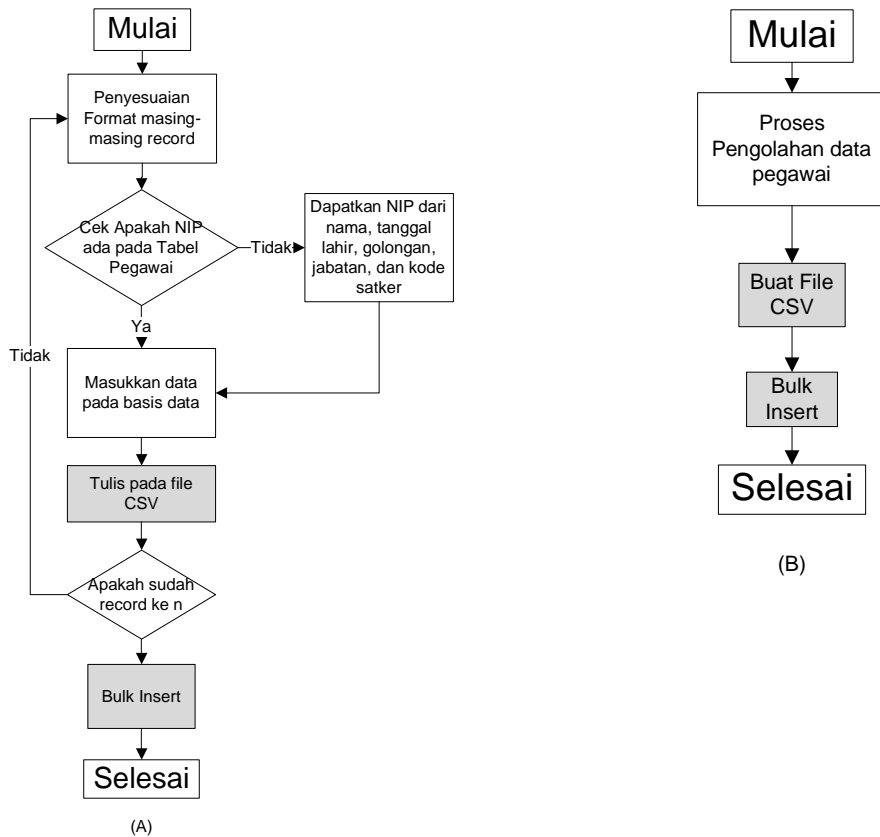 Mulai
Penyesuaian
Format masing-
masing record
Cek Apakah NIP
ada pada Tabel
Pegawai
Tidak
Dapatkan NIP dari
nama, tanggal
lahir, golongan,
jabatan, dan kode
satker
Ya
Tidak
Masukkan data
pada basis data
Tulis pada file
CSV
Apakah sudah
record ke n
Bulk Insert
Selesai
(A)
Mulai
Proses
Pengolahan data
pegawai
Buat File
CSV
Bulk
Insert
Selesai
(B)